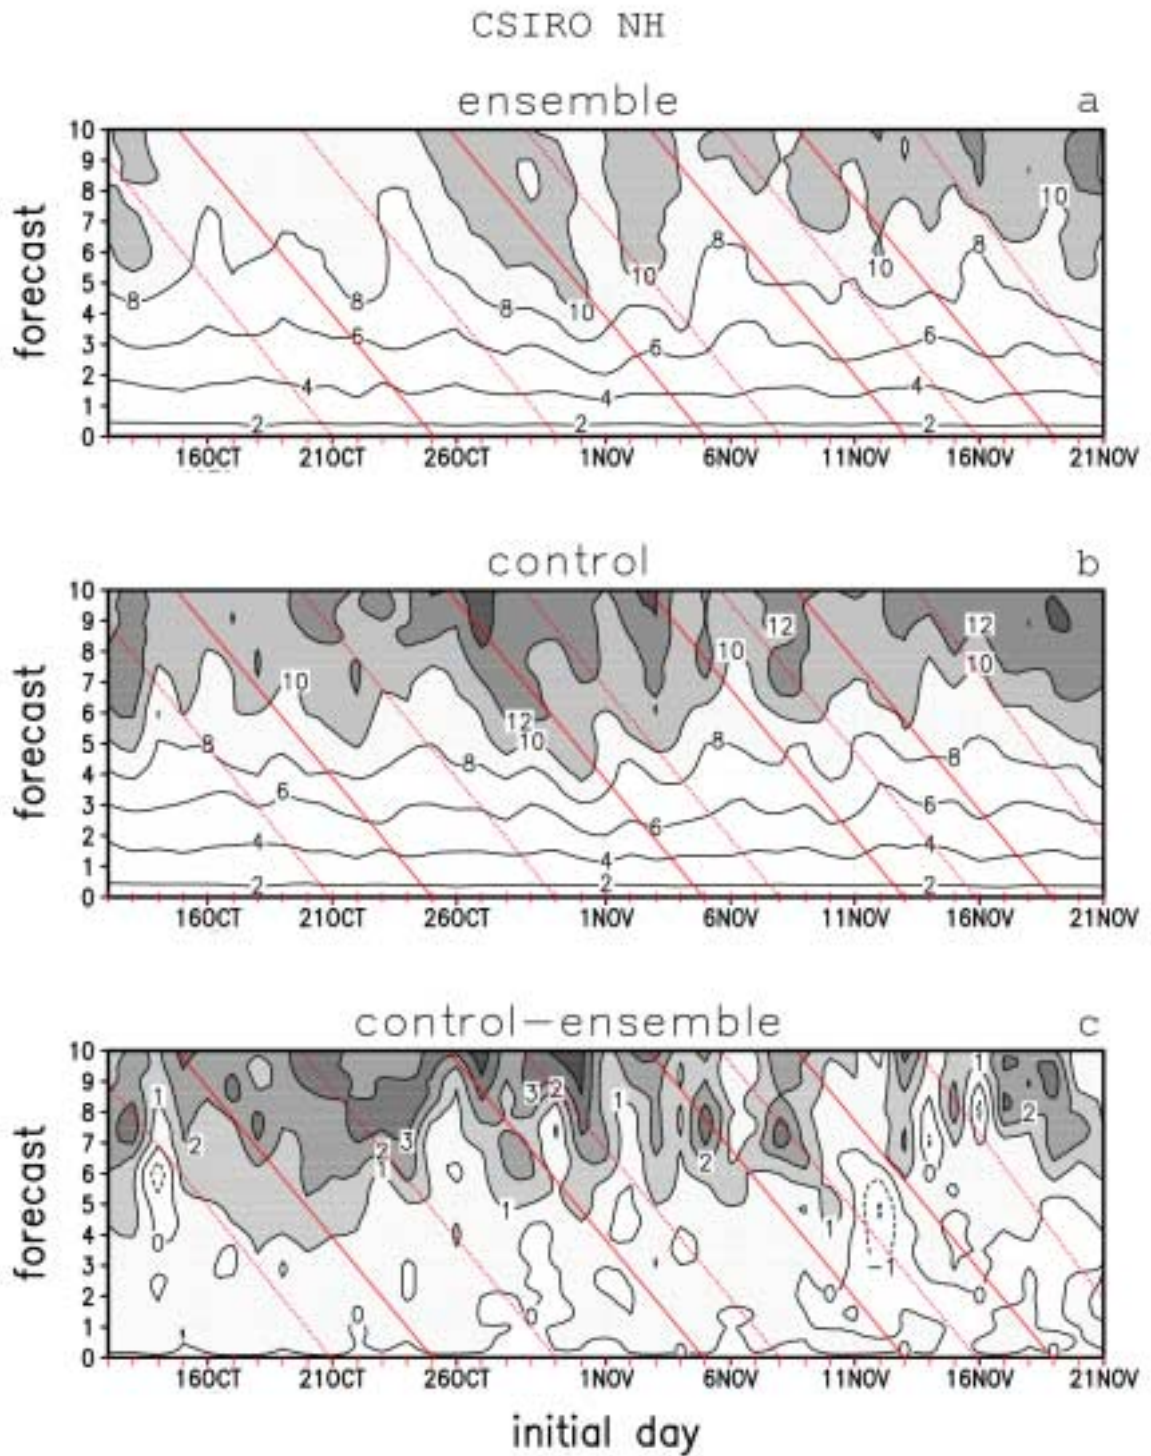 CSIRO NH
ensemble a
10
9
8 10
7
6 8
5 10 10
8 8 8 10
4
3 6 6 6
2
4 4 4
1
2 2 2
0
forecast
16OCT 21OCT 26OCT 1NOV 6NOV 11NOV 16NOV 21NOV
control b
10
9 12 12
8 10 10
7 10
6 12
5 8 10 8 8
4 8
3 6 6
2 6
4 4 4
1
2 2 2
0
forecast
16OCT 21OCT 26OCT 1NOV 6NOV 11NOV 16NOV 21NOV
control-ensemble c
10 1
9 3 2
8 1 1 2
7 2 3
6 2 1 2 0
5 1
4 0 1
3 -1
2 0 0
1 0 0
0 0 0 0
forecast
16OCT 21OCT 26OCT 1NOV 6NOV 11NOV 16NOV 21NOV
initial day